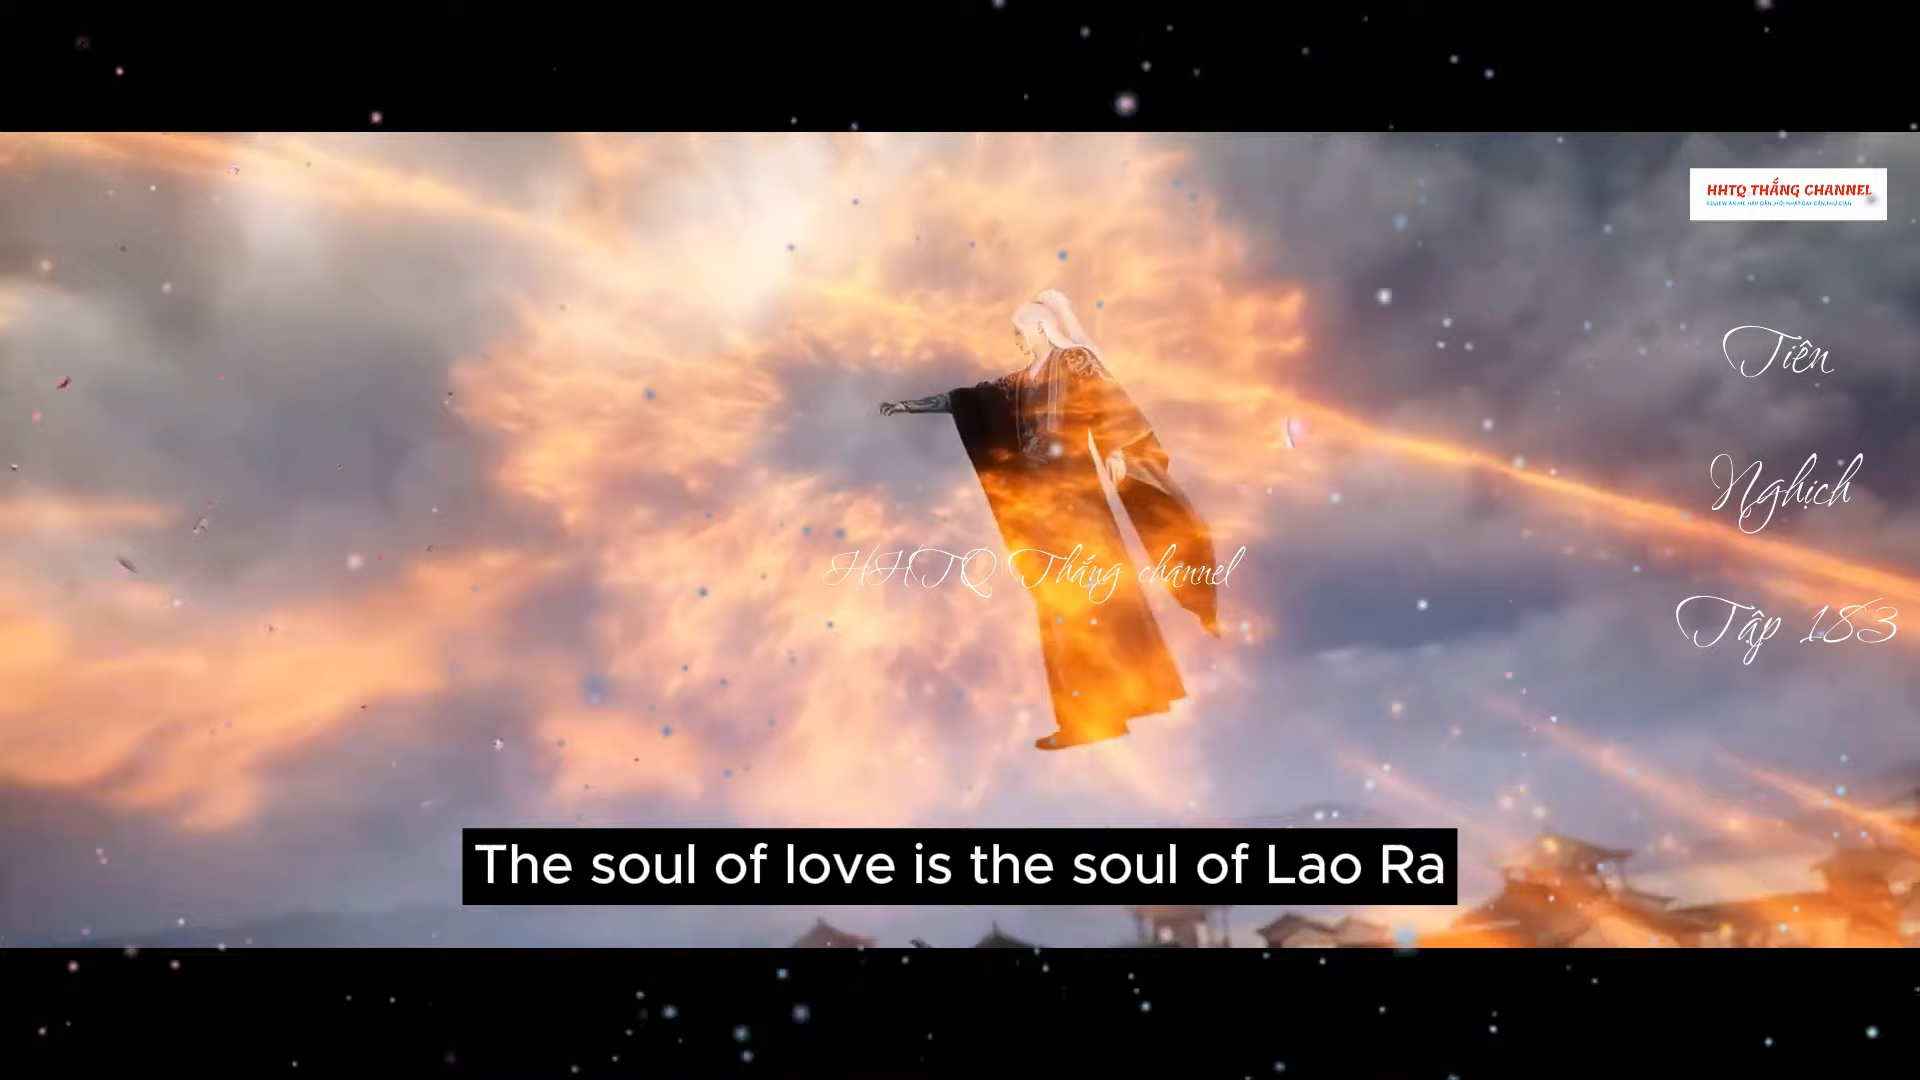 HHTQ THẮNG CHANNEL
Tiên
Nghịch
HHTQ Thắng channel
Tập 183
The soul of love is the soul of Lao Ra